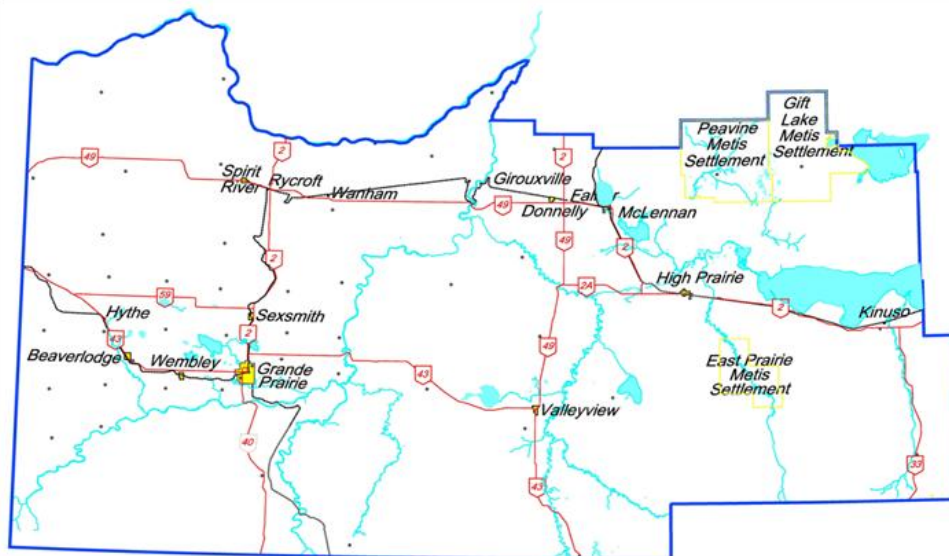 Gift
Lake
Metis
Settlement
Peavine
Metis
Settlement
2
2
49
Spirit
River
Rycroft
Wanham
Girouxville
49
Donnelly
McLennan
49
2
2
2A
High Prairie
59
2
Hythe
Sexsmith
Kinuso
43
2
49
Beaverlodge
Wembley
Grande
Prairie
43
East Prairie
Metis
Settlement
Valleyview
40
33
43